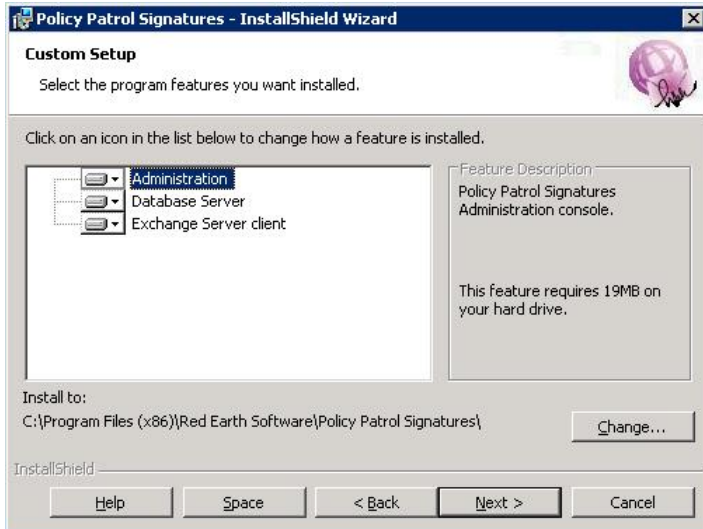 Policy Patrol Signatures - InstallShield Wizard
Custom Setup
Select the program features you want installed.
Click on an icon in the list below to change how a feature is installed.
Administration
Database Server
Exchange Server client
Feature Description
Policy Patrol Signatures
Administration console.
This feature requires 19MB on
your hard drive.
Install to:
C:\Program Files (x86)\Red Earth Software\Policy Patrol Signatures\
Change...
InstallShield
Help
Space
< Back
Next >
Cancel